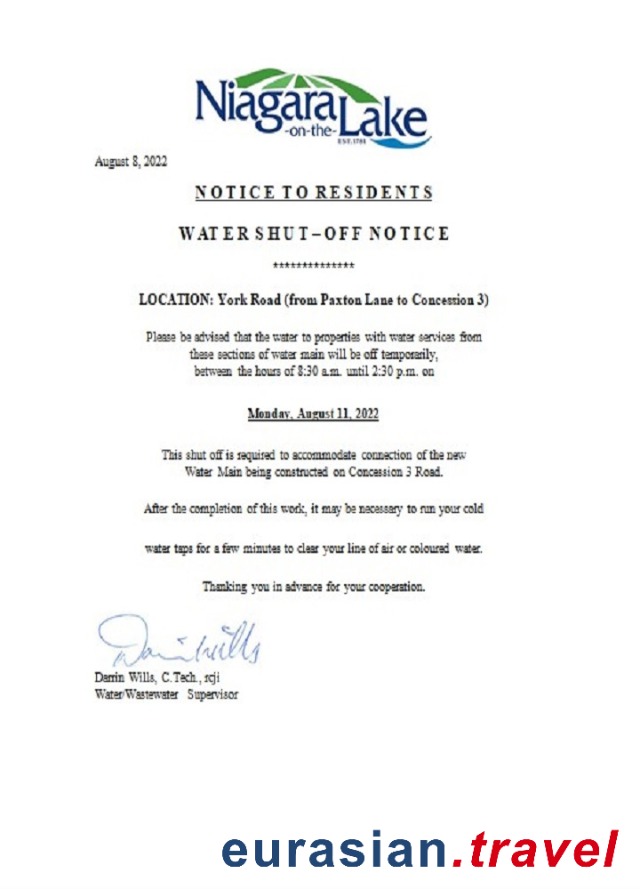 Niagara
-on-the-
Lake
ESTD. 1781
August 8, 2022
NOTICE TO RESIDENTS
WATER SHUT–OFF NOTICE
**************
LOCATION: York Road (from Paxton Lane to Concession 3)
Please be advised that the water to properties with water services from
these sections of water main will be off temporarily,
between the hours of 8:30 a.m. until 2:30 p.m. on
Monday, August 11, 2022
This shut off is required to accommodate connection of the new
Water Main being constructed on Concession 3 Road.
After the completion of this work, it may be necessary to run your cold
water taps for a few minutes to clear your line of air or coloured water.
Thanking you in advance for your cooperation.
Darrin Wills
Darrin Wills, C.Tech., rcji
Water/Wastewater Supervisor
eurasian.travel